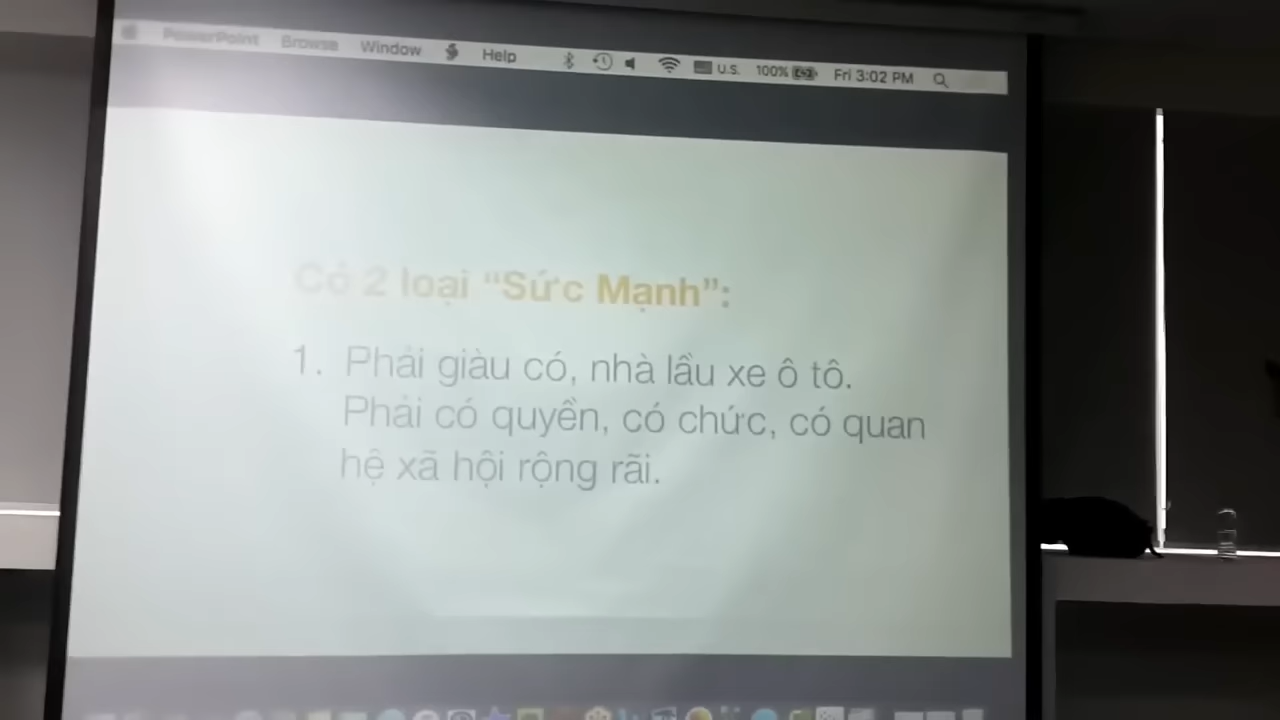 PowerPoint Browse Window Help U.S. 100% Fri 3:02 PM
Có 2 loại “Sức Mạnh”:
1. Phải giàu có, nhà lầu xe ô tô.
Phải có quyền, có chức, có quan
hệ xã hội rộng rãi.